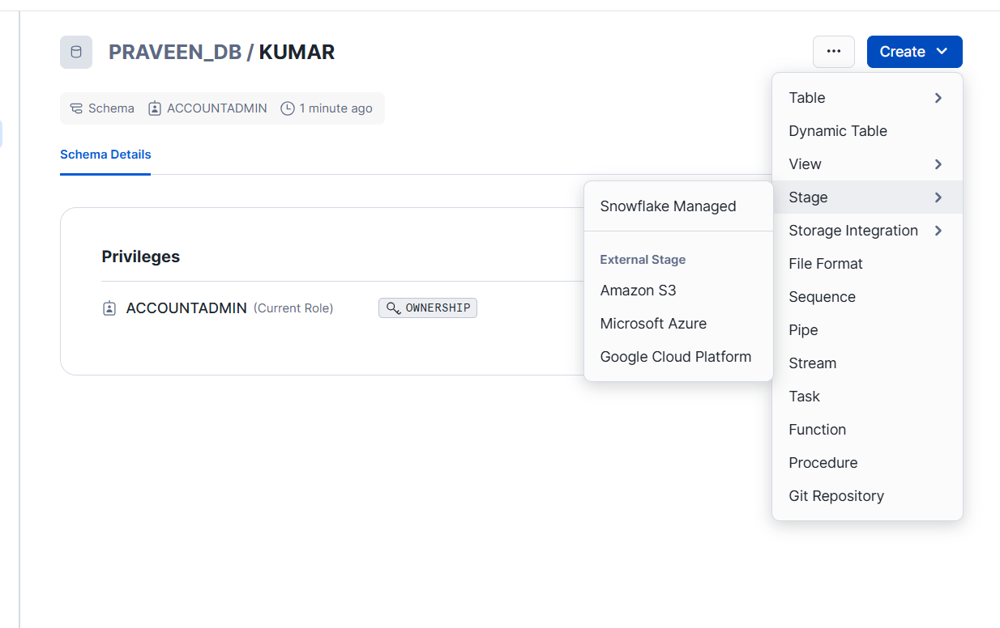 PRAVEEN_DB / KUMAR
... Create
Schema ACCOUNTADMIN 1 minute ago
Schema Details
Privileges
ACCOUNTADMIN (Current Role) OWNERSHIP
Snowflake Managed
External Stage
Amazon S3
Microsoft Azure
Google Cloud Platform
Table
Dynamic Table
View
Stage
Storage Integration
File Format
Sequence
Pipe
Stream
Task
Function
Procedure
Git Repository